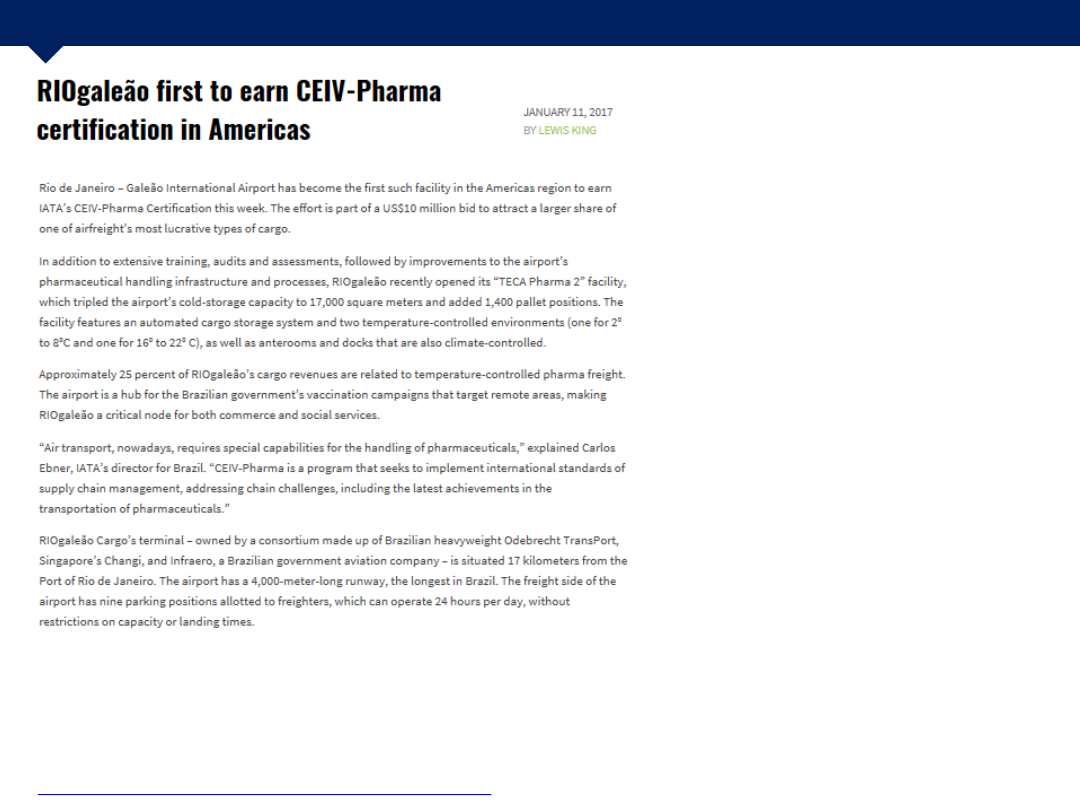 RIOgaleão first to earn CEIV-Pharma
certification in Americas
JANUARY 11, 2017
BY LEWIS KING
Rio de Janeiro – Galeão International Airport has become the first such facility in the Americas region to earn
IATA’s CEIV-Pharma Certification this week. The effort is part of a US$10 million bid to attract a larger share of
one of airfreight’s most lucrative types of cargo.
In addition to extensive training, audits and assessments, followed by improvements to the airport’s
pharmaceutical handling infrastructure and processes, RIOgaleão recently opened its “TECA Pharma 2” facility,
which tripled the airport’s cold-storage capacity to 17,000 square meters and added 1,400 pallet positions. The
facility features an automated cargo storage system and two temperature-controlled environments (one for 2⁰
to 8⁰C and one for 16⁰ to 22⁰ C), as well as anterooms and docks that are also climate-controlled.
Approximately 25 percent of RIOgaleão’s cargo revenues are related to temperature-controlled pharma freight.
The airport is a hub for the Brazilian government’s vaccination campaigns that target remote areas, making
RIOgaleão a critical node for both commerce and social services.
“Air transport, nowadays, requires special capabilities for the handling of pharmaceuticals,” explained Carlos
Ebner, IATA’s director for Brazil. “CEIV-Pharma is a program that seeks to implement international standards of
supply chain management, addressing chain challenges, including the latest achievements in the
transportation of pharmaceuticals.”
RIOgaleão Cargo’s terminal – owned by a consortium made up of Brazilian heavyweight Odebrecht TransPort,
Singapore’s Changi, and Infraero, a Brazilian government aviation company – is situated 17 kilometers from the
Port of Rio de Janeiro. The airport has a 4,000-meter-long runway, the longest in Brazil. The freight side of the
airport has nine parking positions allotted to freighters, which can operate 24 hours per day, without
restrictions on capacity or landing times.